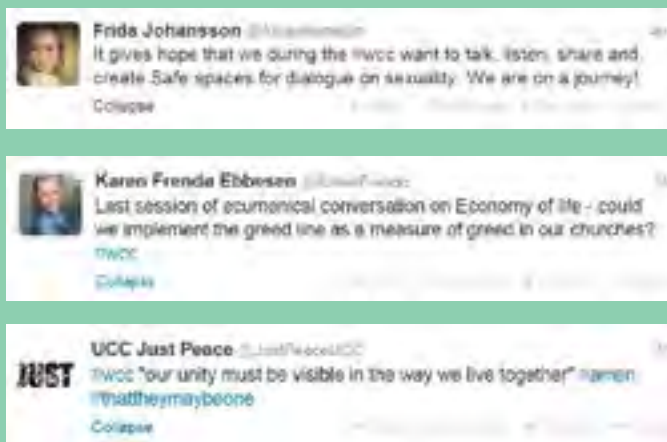 Frida Johansson
It gives hope that we during the #wcc want to talk, listen, share and
create Safe spaces for dialogue on sexuality. We are on a journey!
Collapse
Karen Frenda Ebbesen
Last session of ecumenical conversation on Economy of life - could
we implement the greed line as a measure of greed in our churches?
#wcc
Collapse
UCC Just Peace @JustPeaceUCC
JUST
#wcc "our unity must be visible in the way we live together" #amen
#thattheymaybeone
Collapse